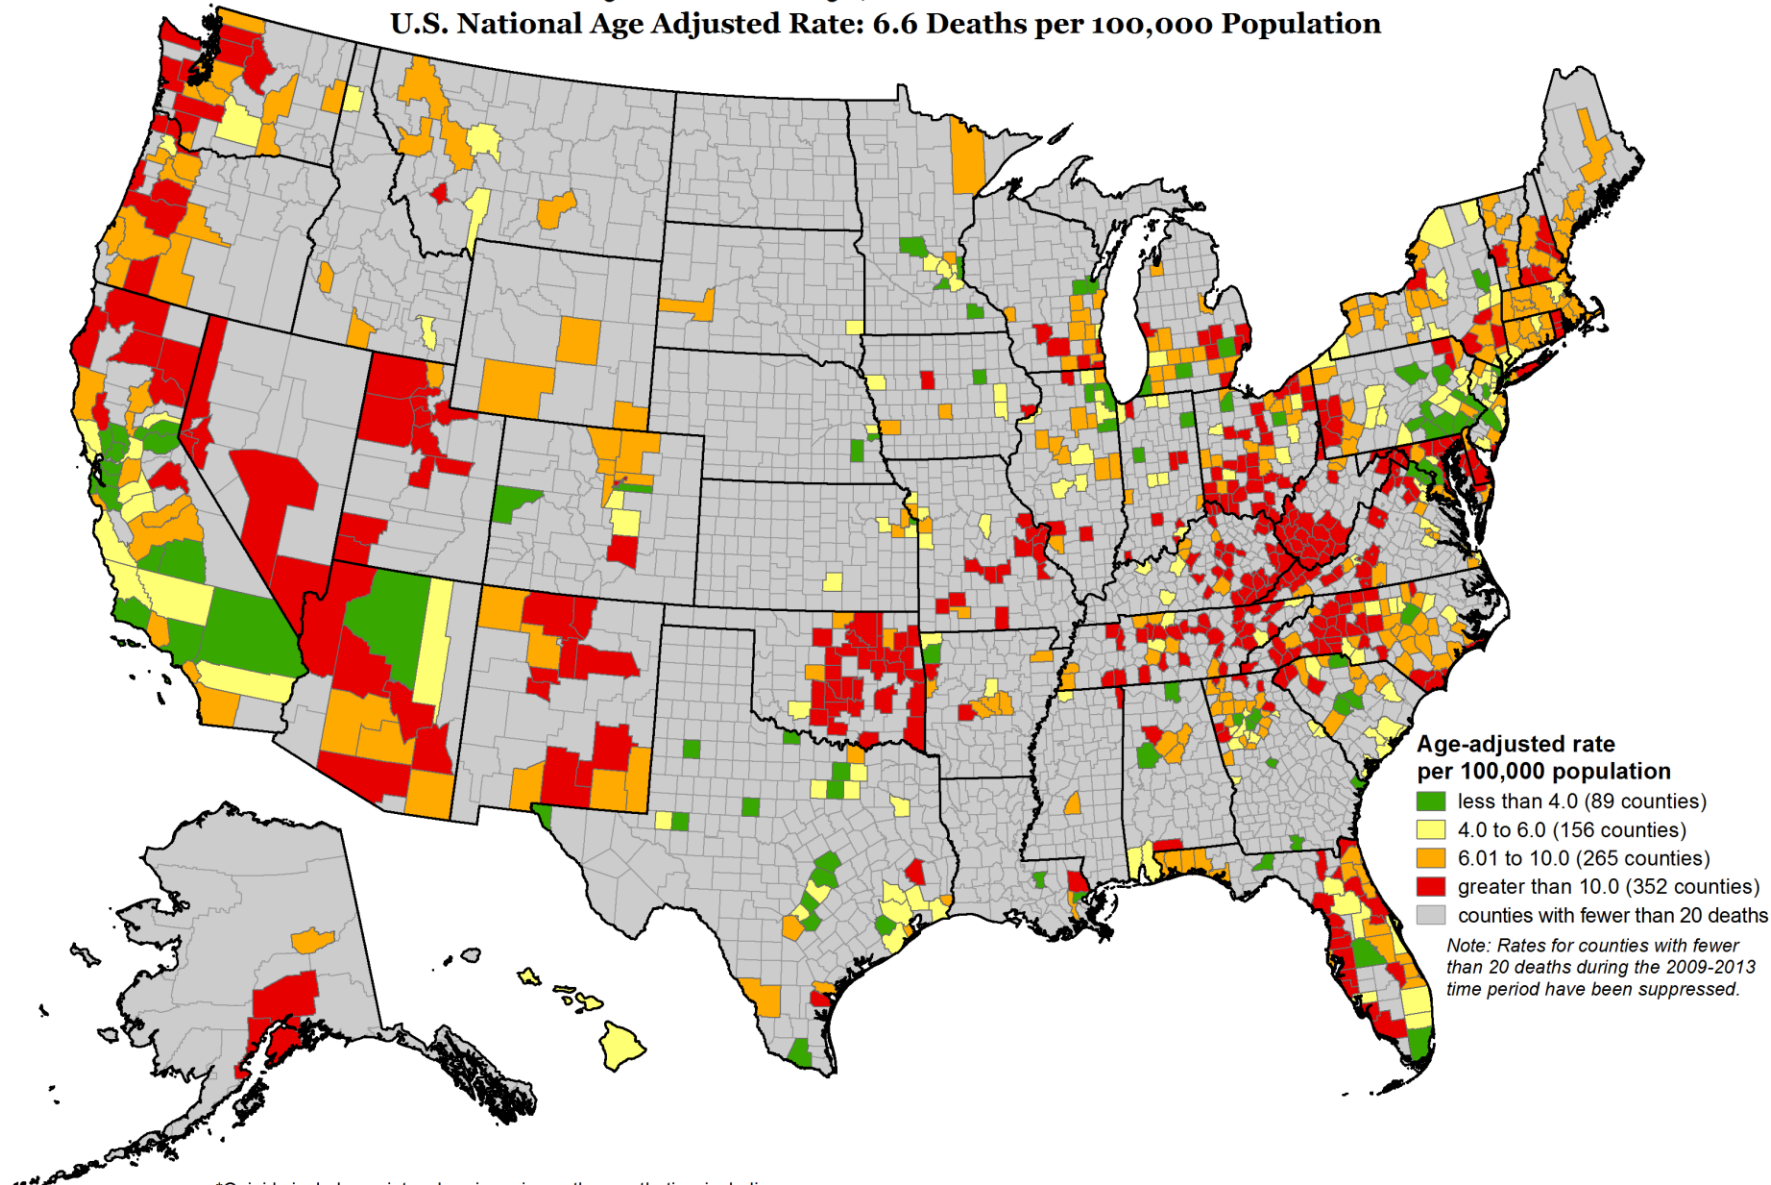 U.S. National Age Adjusted Rate: 6.6 Deaths per 100,000 Population
Age-adjusted rate
per 100,000 population
less than 4.0 (89 counties)
4.0 to 6.0 (156 counties)
6.01 to 10.0 (265 counties)
greater than 10.0 (352 counties)
counties with fewer than 20 deaths
Note: Rates for counties with fewer
than 20 deaths during the 2009-2013
time period have been suppressed.